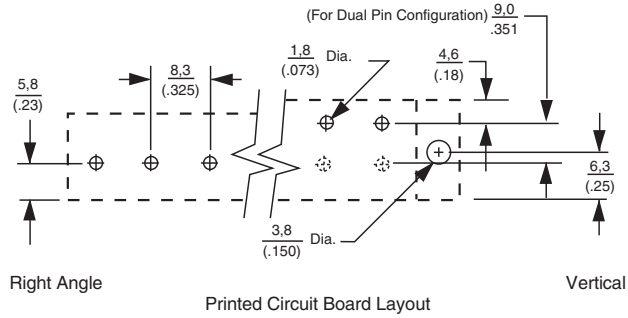 (For Dual Pin Configuration) 9,0
.351
1,8 Dia.
(.073)
4,6
(.18)
8,3
(.325)
5,8
(.23)
6,3
(.25)
3,8 Dia.
(.150)
Right Angle
Vertical
Printed Circuit Board Layout